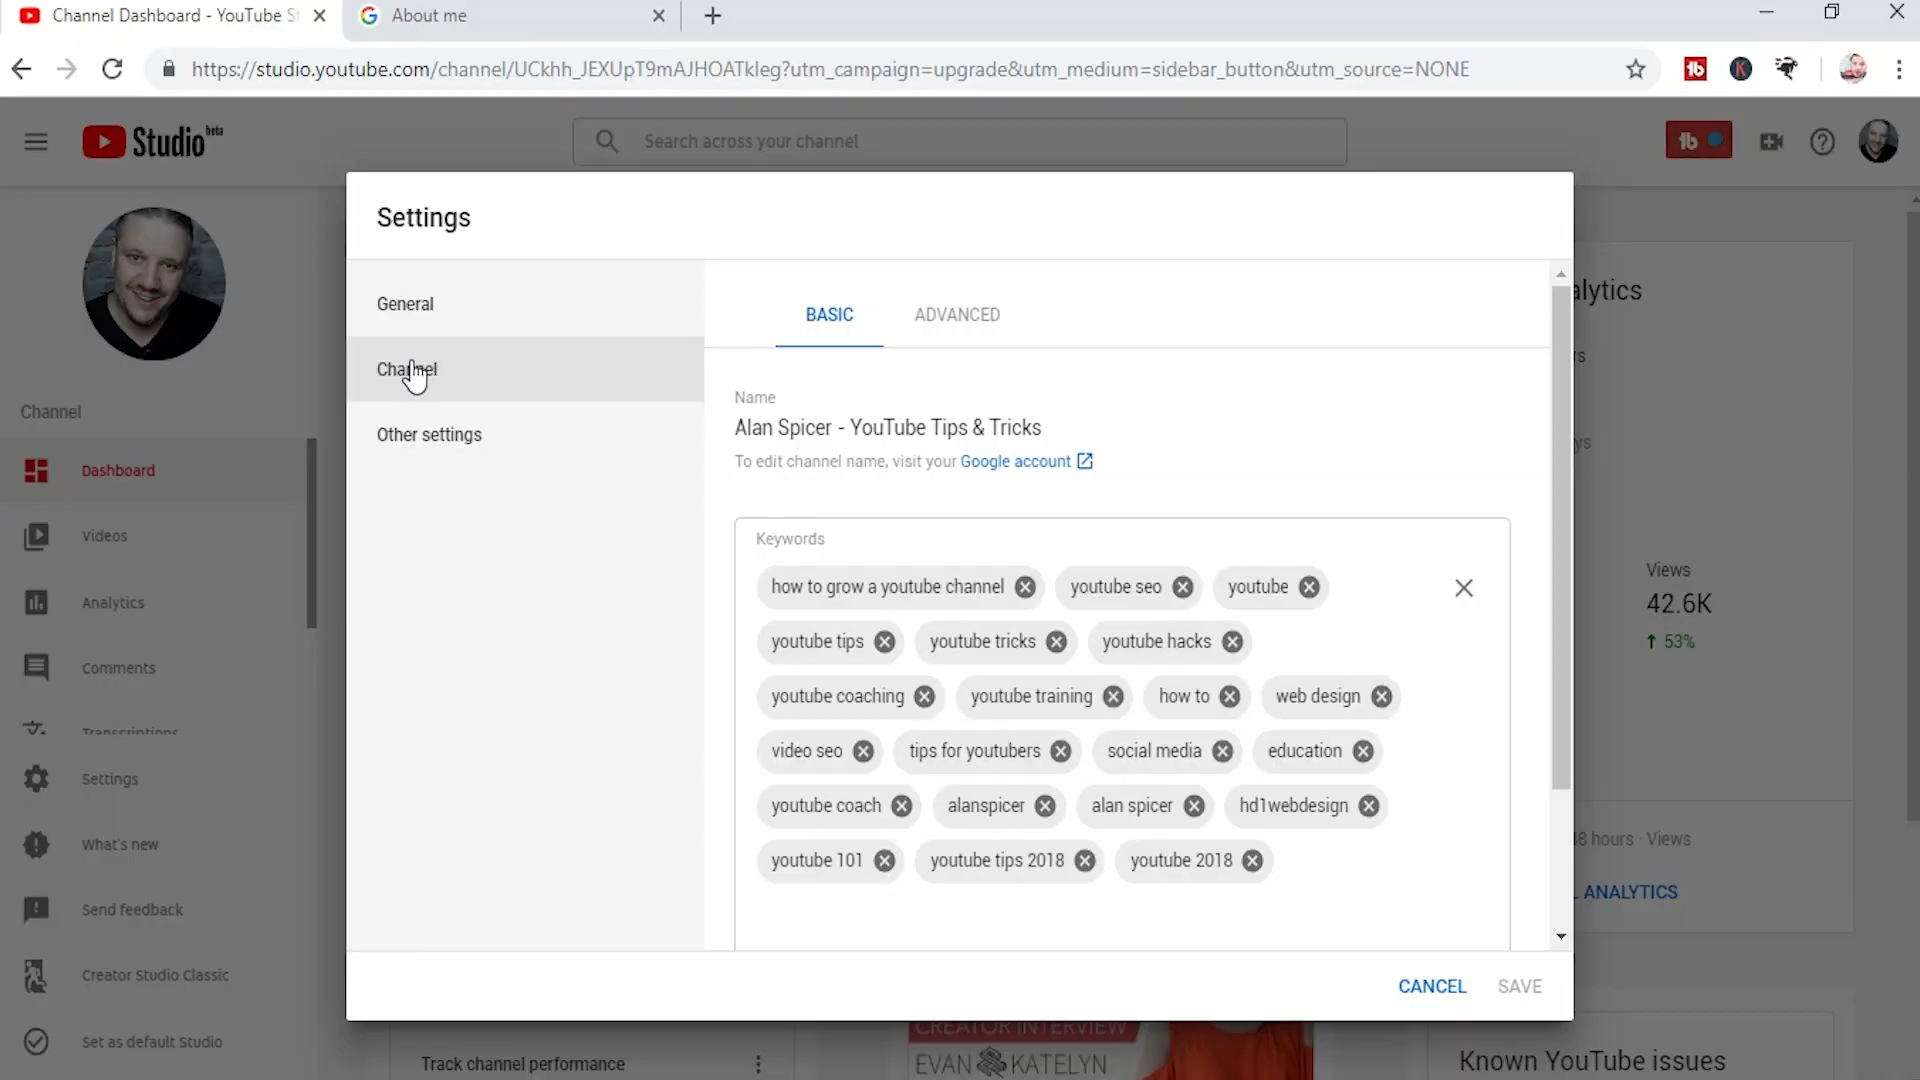 Channel Dashboard - YouTube St
About me
https://studio.youtube.com/channel/UCkhh_JEXUpT9mAJHOATkleg?utm_campaign=upgrade&utm_medium=sidebar_button&utm_source=NONE
Studio beta
Search across your channel
Settings
General
Channel
Other settings
BASIC
ADVANCED
Name
Alan Spicer - YouTube Tips & Tricks
To edit channel name, visit your Google account
Keywords
how to grow a youtube channel
youtube seo
youtube
youtube tips
youtube tricks
youtube hacks
youtube coaching
youtube training
how to
web design
video seo
tips for youtubers
social media
education
youtube coach
alanspicer
alan spicer
hd1webdesign
youtube 101
youtube tips 2018
youtube 2018
CANCEL
SAVE
Channel
Dashboard
Videos
Analytics
Comments
Transcriptions
Settings
What's new
Send feedback
Creator Studio Classic
Set as default Studio
Views
42.6K
53%
hours · Views
ANALYTICS
Track channel performance
CREATOR INTERVIEW
EVAN KATELYN
Known YouTube issues